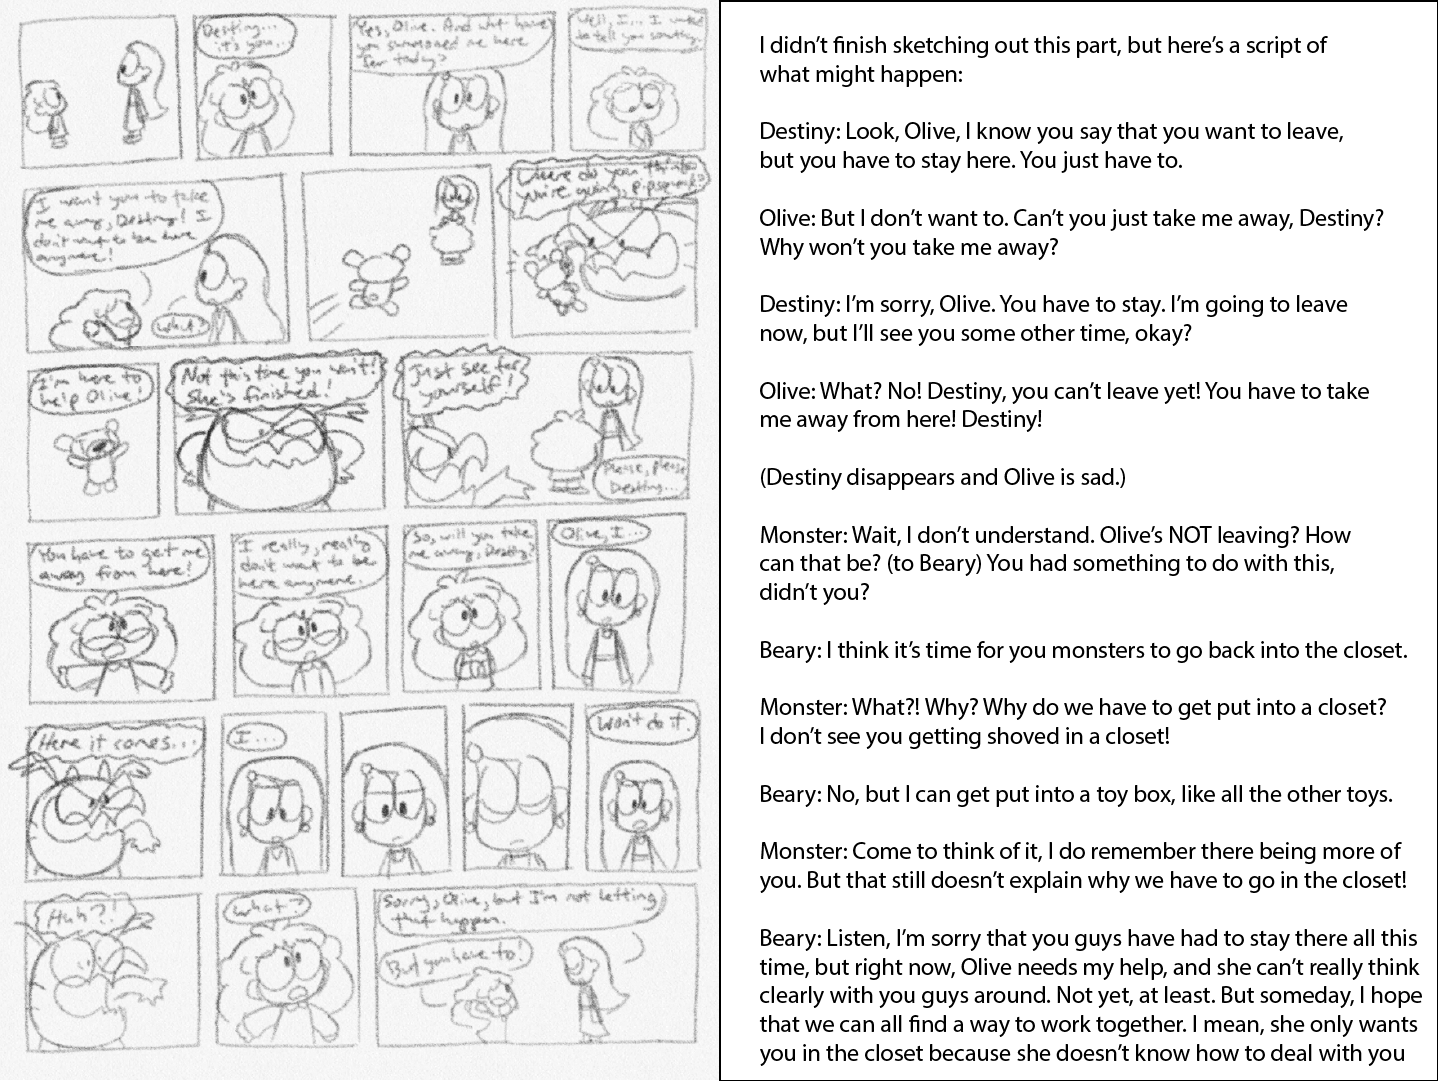 Destiny...
it's you...
Yes, Olive. And what have
you summoned me here
for today?
Well, I... I wanted
to tell you something.
I want you to take
me away, Destiny! I
don't want to be here
anymore!
What?
Where do you think
you're going, pipsqueak?
I'm here to
help Olive!
Not this time you won't!
She's finished!
Just see for
yourself!
Please, please
Destiny...
You have to get me
away from here!
I really, really
don't want to be
here anymore.
So, will you take
me away, Destiny?
Olive, I...
Here it comes...
I...
Won't do it.
Huh?!
What?
Sorry, Olive, but I'm not letting
that happen.
But you have to!
I didn't finish sketching out this part, but here's a script of
what might happen:
Destiny: Look, Olive, I know you say that you want to leave,
but you have to stay here. You just have to.
Olive: But I don't want to. Can't you just take me away, Destiny?
Why won't you take me away?
Destiny: I'm sorry, Olive. You have to stay. I'm going to leave
now, but I'll see you some other time, okay?
Olive: What? No! Destiny, you can't leave yet! You have to take
me away from here! Destiny!
(Destiny disappears and Olive is sad.)
Monster: Wait, I don't understand. Olive's NOT leaving? How
can that be? (to Beary) You had something to do with this,
didn't you?
Beary: I think it's time for you monsters to go back into the closet.
Monster: What?! Why? Why do we have to get put into a closet?
I don't see you getting shoved in a closet!
Beary: No, but I can get put into a toy box, like all the other toys.
Monster: Come to think of it, I do remember there being more of
you. But that still doesn't explain why we have to go in the closet!
Beary: Listen, I'm sorry that you guys have had to stay there all this
time, but right now, Olive needs my help, and she can't really think
clearly with you guys around. Not yet, at least. But someday, I hope
that we can all find a way to work together. I mean, she only wants
you in the closet because she doesn't know how to deal with you